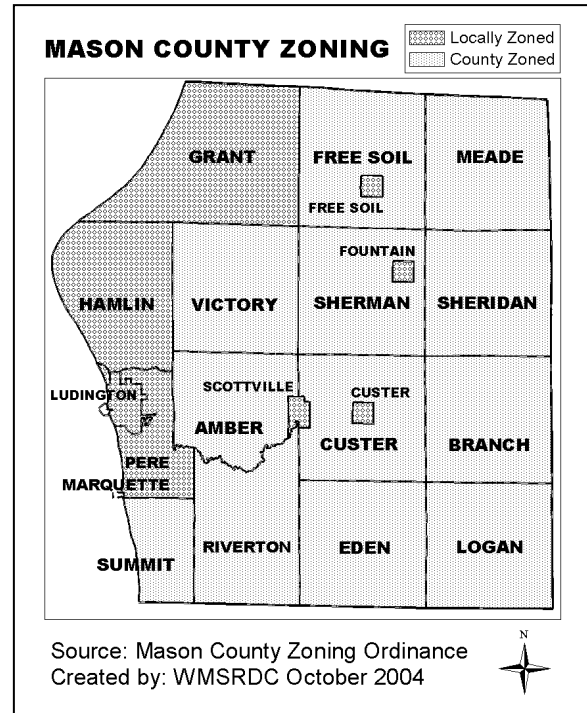 MASON COUNTY ZONING
Locally Zoned
County Zoned
GRANT
FREE SOIL
MEADE
FREE SOIL
FOUNTAIN
HAMLIN
VICTORY
SHERMAN
SHERIDAN
LUDINGTON
SCOTTVILLE
CUSTER
AMBER
CUSTER
BRANCH
PERE
MARQUETTE
SUMMIT
RIVERTON
EDEN
LOGAN
Source: Mason County Zoning Ordinance
Created by: WMSRDC October 2004
N